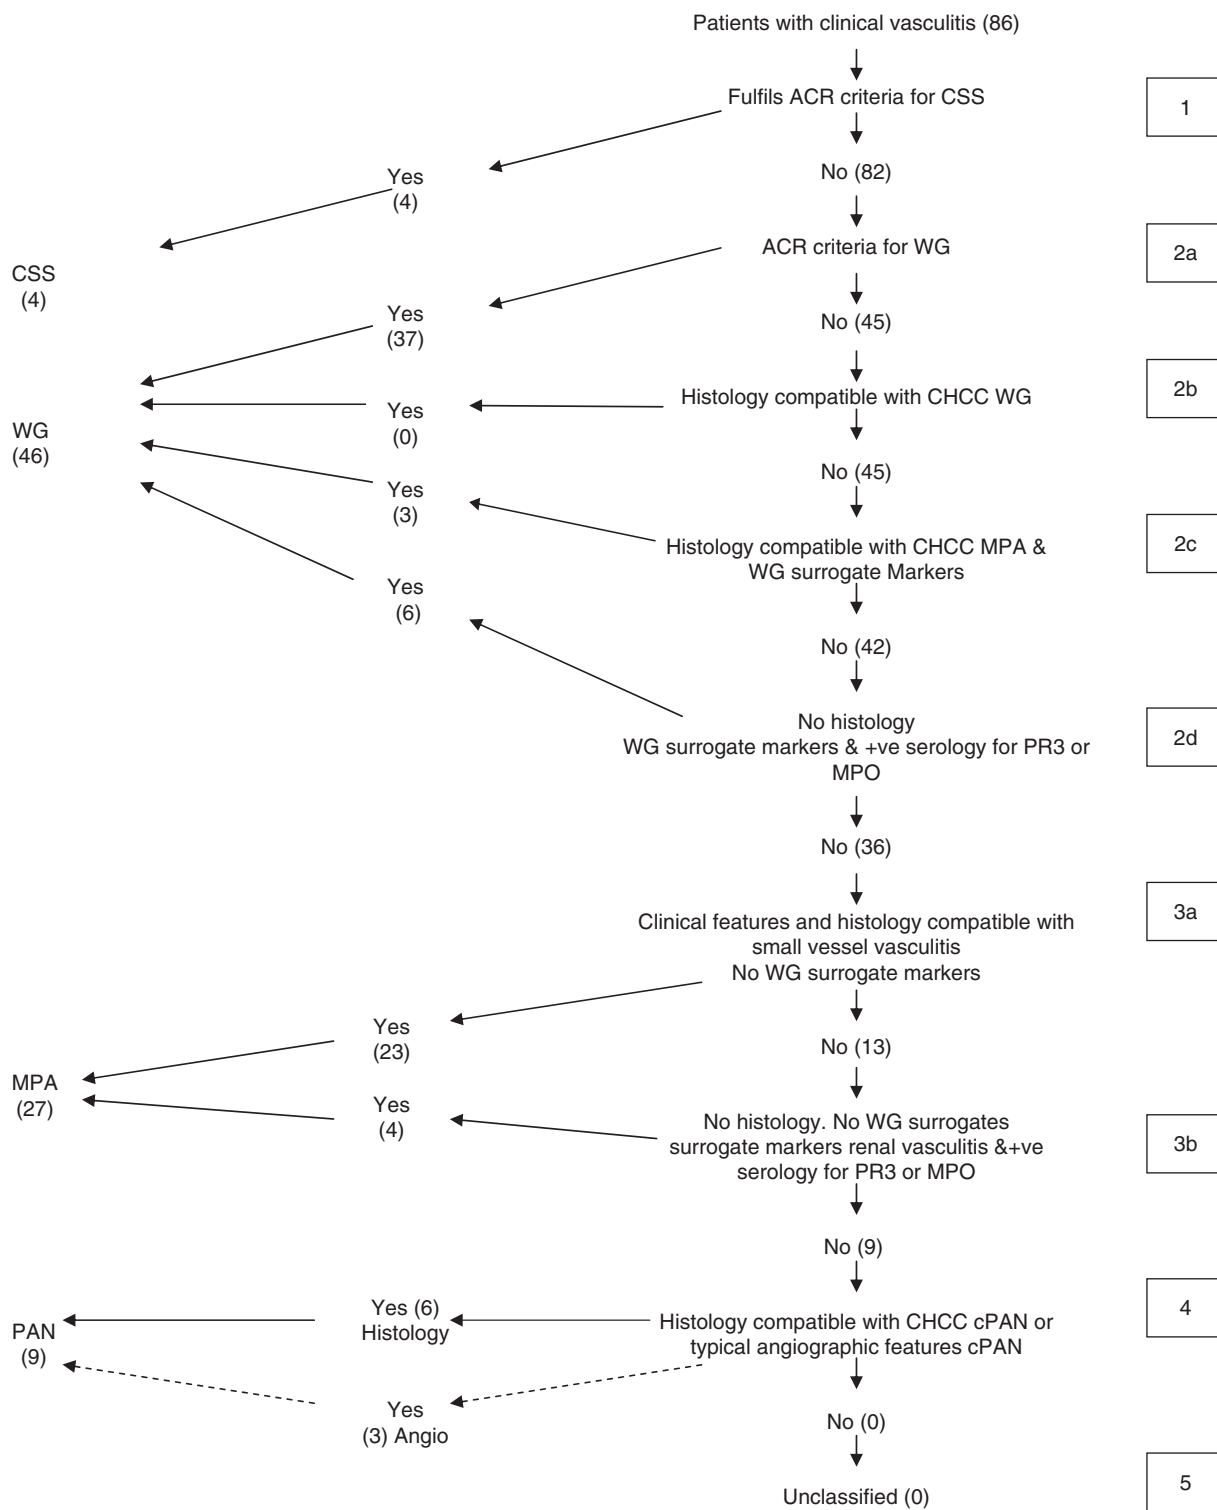 Patients with clinical vasculitis (86)
Fulfils ACR criteria for CSS
1
Yes
(4)
No (82)
CSS
(4)
ACR criteria for WG
2a
Yes
(37)
No (45)
Histology compatible with CHCC WG
2b
Yes
(0)
WG
(46)
No (45)
Yes
(3)
Histology compatible with CHCC MPA &
WG surrogate Markers
2c
Yes
(6)
No (42)
No histology
WG surrogate markers & +ve serology for PR3 or
MPO
2d
No (36)
Clinical features and histology compatible with
small vessel vasculitis
No WG surrogate markers
3a
Yes
(23)
No (13)
MPA
(27)
Yes
(4)
No histology. No WG surrogates
surrogate markers renal vasculitis &+ve
serology for PR3 or MPO
3b
No (9)
Yes (6)
Histology
Histology compatible with CHCC cPAN or
typical angiographic features cPAN
4
PAN
(9)
Yes
(3) Angio
No (0)
Unclassified (0)
5